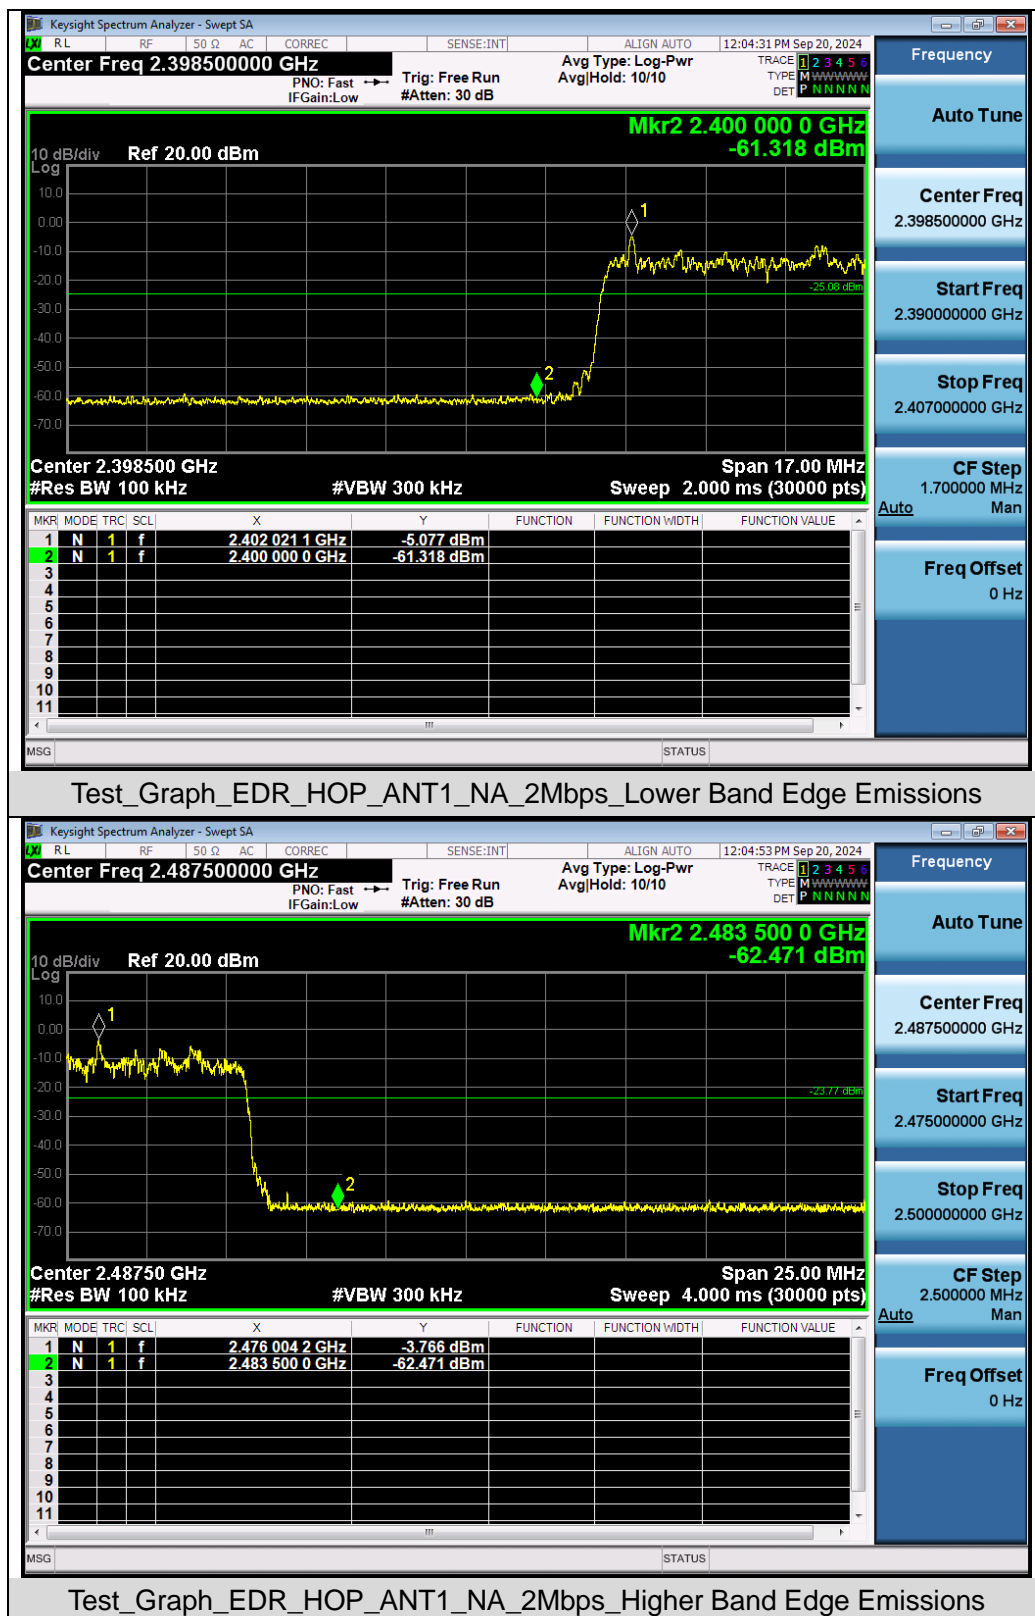 Keysight Spectrum Analyzer - Swept SA
LXI RL RF 50 Ω AC CORREC SENSE:INT ALIGN AUTO 12:04:31 PM Sep 20, 2024
Center Freq 2.398500000 GHz
PNO: Fast
IFGain:Low
Trig: Free Run
#Atten: 30 dB
Avg Type: Log-Pwr
Avg|Hold: 10/10
TRACE 1 2 3 4 5 6
TYPE M WWWWW
DET P N N N N N
Mkr2 2.400 000 0 GHz
-61.318 dBm
10 dB/div Ref 20.00 dBm
Log
10.0
0.00
-10.0
-20.0
-30.0
-40.0
-50.0
-60.0
-70.0
1
2
-25.08 dBm
Center 2.398500 GHz Span 17.00 MHz
#Res BW 100 kHz #VBW 300 kHz Sweep 2.000 ms (30000 pts)
MKR MODE TRC SCL X Y FUNCTION FUNCTION WIDTH FUNCTION VALUE
1 N 1 f 2.402 021 1 GHz -5.077 dBm
2 N 1 f 2.400 000 0 GHz -61.318 dBm
3
4
5
6
7
8
9
10
11
MSG STATUS
Frequency
Auto Tune
Center Freq
2.398500000 GHz
Start Freq
2.390000000 GHz
Stop Freq
2.407000000 GHz
CF Step
1.700000 MHz
Auto Man
Freq Offset
0 Hz
Test_Graph_EDR_HOP_ANT1_NA_2Mbps_Lower Band Edge Emissions
Keysight Spectrum Analyzer - Swept SA
LXI RL RF 50 Ω AC CORREC SENSE:INT ALIGN AUTO 12:04:53 PM Sep 20, 2024
Center Freq 2.487500000 GHz
PNO: Fast
IFGain:Low
Trig: Free Run
#Atten: 30 dB
Avg Type: Log-Pwr
Avg|Hold: 10/10
TRACE 1 2 3 4 5 6
TYPE M WWWWW
DET P N N N N N
Mkr2 2.483 500 0 GHz
-62.471 dBm
10 dB/div Ref 20.00 dBm
Log
10.0
0.00
-10.0
-20.0
-30.0
-40.0
-50.0
-60.0
-70.0
1
2
-23.77 dBm
Center 2.48750 GHz Span 25.00 MHz
#Res BW 100 kHz #VBW 300 kHz Sweep 4.000 ms (30000 pts)
MKR MODE TRC SCL X Y FUNCTION FUNCTION WIDTH FUNCTION VALUE
1 N 1 f 2.476 004 2 GHz -3.766 dBm
2 N 1 f 2.483 500 0 GHz -62.471 dBm
3
4
5
6
7
8
9
10
11
MSG STATUS
Frequency
Auto Tune
Center Freq
2.487500000 GHz
Start Freq
2.475000000 GHz
Stop Freq
2.500000000 GHz
CF Step
2.500000 MHz
Auto Man
Freq Offset
0 Hz
Test_Graph_EDR_HOP_ANT1_NA_2Mbps_Higher Band Edge Emissions